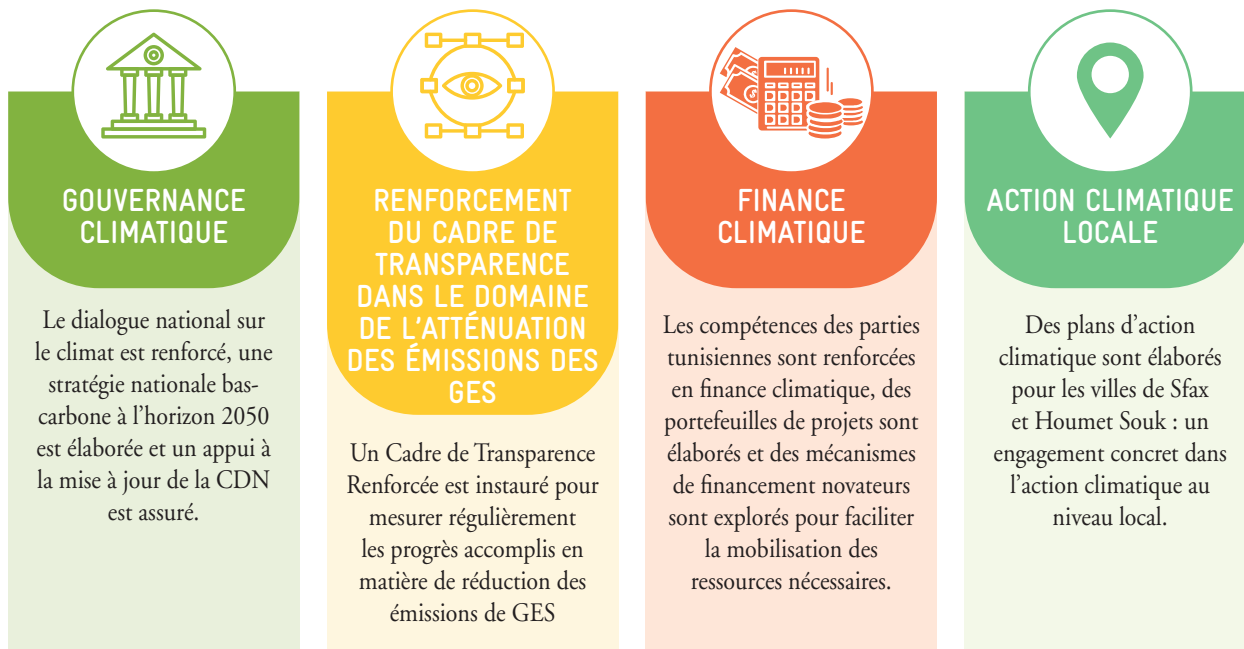 GOUVERNANCE
CLIMATIQUE
Le dialogue national sur
le climat est renforcé, une
stratégie nationale bas-
carbone à l’horizon 2050
est élaborée et un appui à
la mise à jour de la CDN
est assuré.
RENFORCEMENT
DU CADRE DE
TRANSPARENCE
DANS LE DOMAINE
DE L’ATTÉNUATION
DES ÉMISSIONS DES
GES
Un Cadre de Transparence
Renforcée est instauré pour
mesurer régulièrement
les progrès accomplis en
matière de réduction des
émissions de GES
FINANCE
CLIMATIQUE
Les compétences des parties
tunisiennes sont renforcées
en finance climatique, des
portefeuilles de projets sont
élaborés et des mécanismes
de financement novateurs
sont explorés pour faciliter
la mobilisation des
ressources nécessaires.
ACTION CLIMATIQUE
LOCALE
Des plans d’action
climatique sont élaborés
pour les villes de Sfax
et Houmet Souk : un
engagement concret dans
l’action climatique au
niveau local.